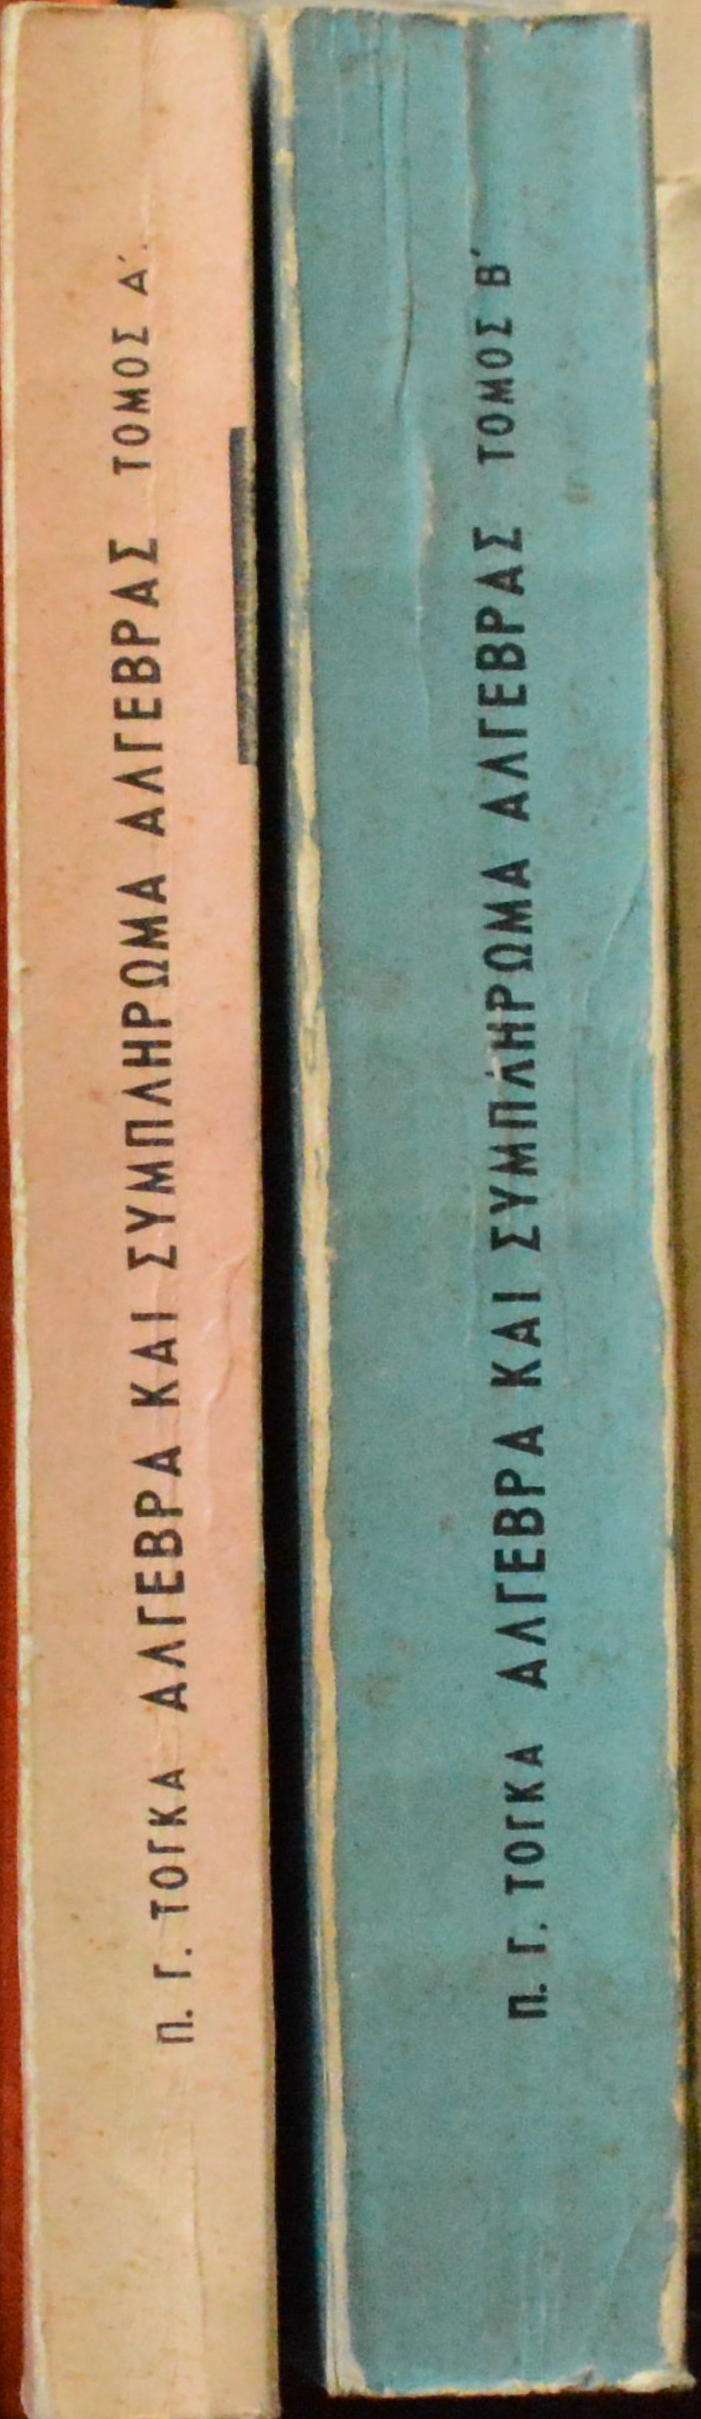 Π. Γ. ΤΟΓΚΑ ΑΛΓΕΒΡΑ ΚΑΙ ΣΥΜΠΛΗΡΩΜΑ ΑΛΓΕΒΡΑΣ ΤΟΜΟΣ Α΄.
Π. Γ. ΤΟΓΚΑ ΑΛΓΕΒΡΑ ΚΑΙ ΣΥΜΠΛΗΡΩΜΑ ΑΛΓΕΒΡΑΣ ΤΟΜΟΣ Β΄